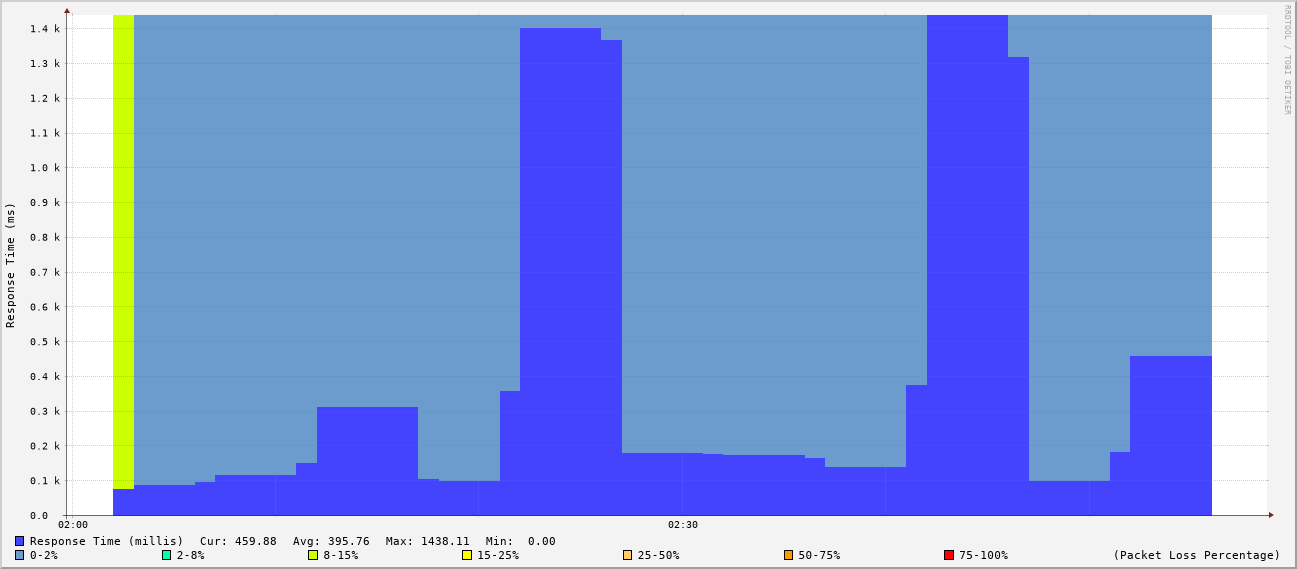 RRDTOOL / TOBI OETIKER
Response Time (ms)
1.4 k
1.3 k
1.2 k
1.1 k
1.0 k
0.9 k
0.8 k
0.7 k
0.6 k
0.5 k
0.4 k
0.3 k
0.2 k
0.1 k
0.0
02:00 02:30
Response Time (millis) Cur: 459.88 Avg: 395.76 Max: 1438.11 Min: 0.00
0-2% 2-8% 8-15% 15-25% 25-50% 50-75% 75-100% (Packet Loss Percentage)